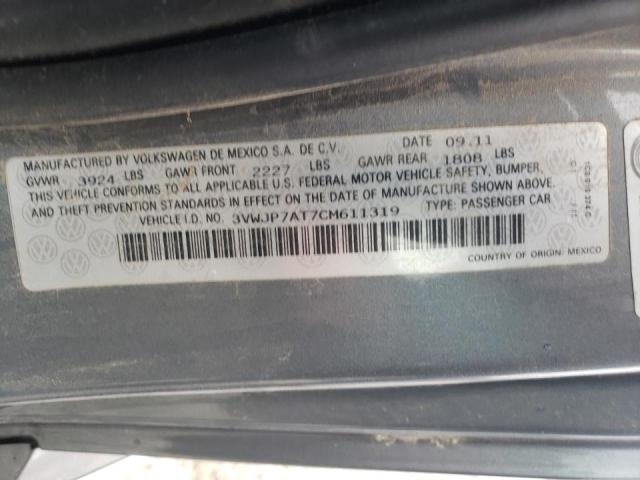 MANUFACTURED BY VOLKSWAGEN DE MEXICO S.A. DE C.V. DATE 09.11
GVWR 3924 LBS GAWR FRONT 2227 LBS GAWR REAR 1808 LBS
THIS VEHICLE CONFORMS TO ALL APPLICABLE U.S. FEDERAL MOTOR VEHICLE SAFETY, BUMPER,
AND THEFT PREVENTION STANDARDS IN EFFECT ON THE DATE OF MANUFACTURE SHOWN ABOVE.
VEHICLE I.D. NO. 3VWJP7AT7CM611319 TYPE: PASSENGER CAR
COUNTRY OF ORIGIN: MEXICO